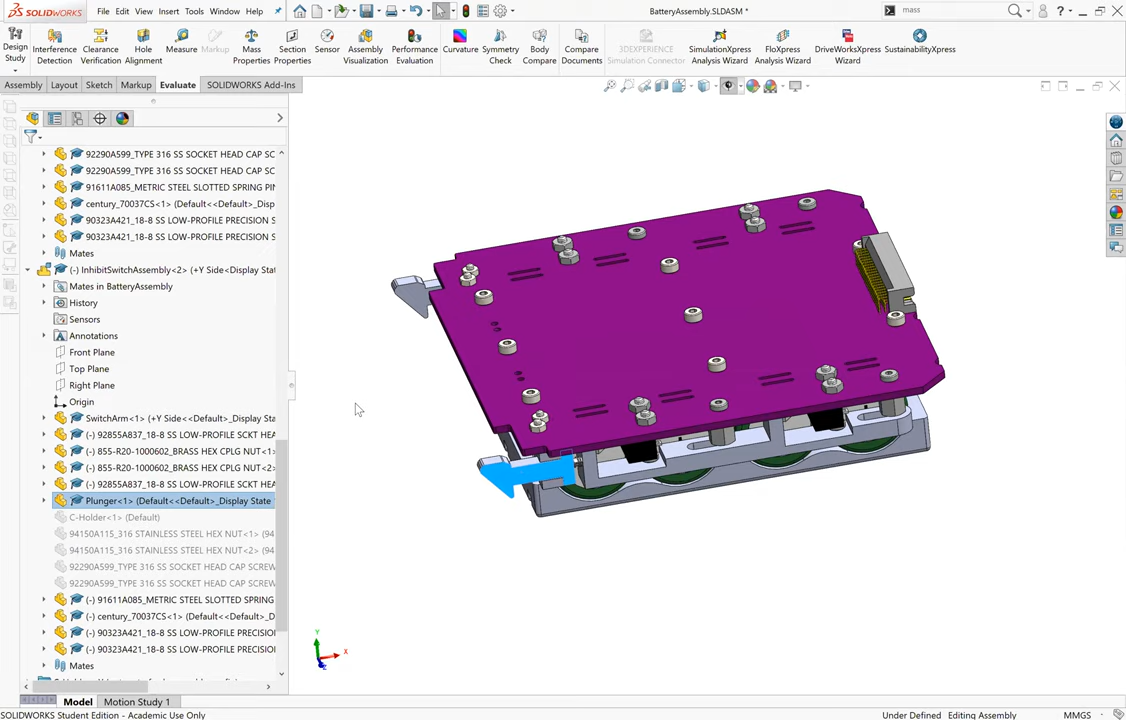 SOLIDWORKS
File Edit View Insert Tools Window Help
BatteryAssembly.SLDASM *
mass
Design Study
Interference Detection
Clearance Verification
Hole Alignment
Measure
Markup
Mass Properties
Section Properties
Sensor
Assembly Visualization
Performance Evaluation
Curvature
Symmetry Check
Body Compare
Compare Documents
3DEXPERIENCE Simulation Connector
SimulationXpress Analysis Wizard
FloXpress Analysis Wizard
DriveWorksXpress Wizard
SustainabilityXpress
Assembly Layout Sketch Markup Evaluate SOLIDWORKS Add-Ins
92290A599_TYPE 316 SS SOCKET HEAD CAP SC
92290A599_TYPE 316 SS SOCKET HEAD CAP SC
91611A085_METRIC STEEL SLOTTED SPRING PIN
century_70037CS<1> (Default<<Default>_Disp
90323A421_18-8 SS LOW-PROFILE PRECISION
90323A421_18-8 SS LOW-PROFILE PRECISION
Mates
(-) InhibitSwitchAssembly<2> (+Y Side<Display Stat
Mates in BatteryAssembly
History
Sensors
Annotations
Front Plane
Top Plane
Right Plane
Origin
SwitchArm<1> (+Y Side<<Default>_Display Sta
(-) 92855A837_18-8 SS LOW-PROFILE SCKT HEA
(-) 855-R20-1000602_BRASS HEX CPLG NUT<1>
(-) 855-R20-1000602_BRASS HEX CPLG NUT<2>
(-) 92855A837_18-8 SS LOW-PROFILE SCKT HEA
Plunger<1> (Default<<Default>_Display State
C-Holder<1> (Default)
94150A115_316 STAINLESS STEEL HEX NUT<1> (94
94150A115_316 STAINLESS STEEL HEX NUT<2> (94
92290A599_TYPE 316 SS SOCKET HEAD CAP SCREW
92290A599_TYPE 316 SS SOCKET HEAD CAP SCREW
(-) 91611A085_METRIC STEEL SLOTTED SPRING
(-) century_70037CS<1> (Default<<Default>_D
(-) 90323A421_18-8 SS LOW-PROFILE PRECISION
(-) 90323A421_18-8 SS LOW-PROFILE PRECISION
Mates
Y
X
Z
Model Motion Study 1
SOLIDWORKS Student Edition - Academic Use Only
Under Defined Editing Assembly MMGS